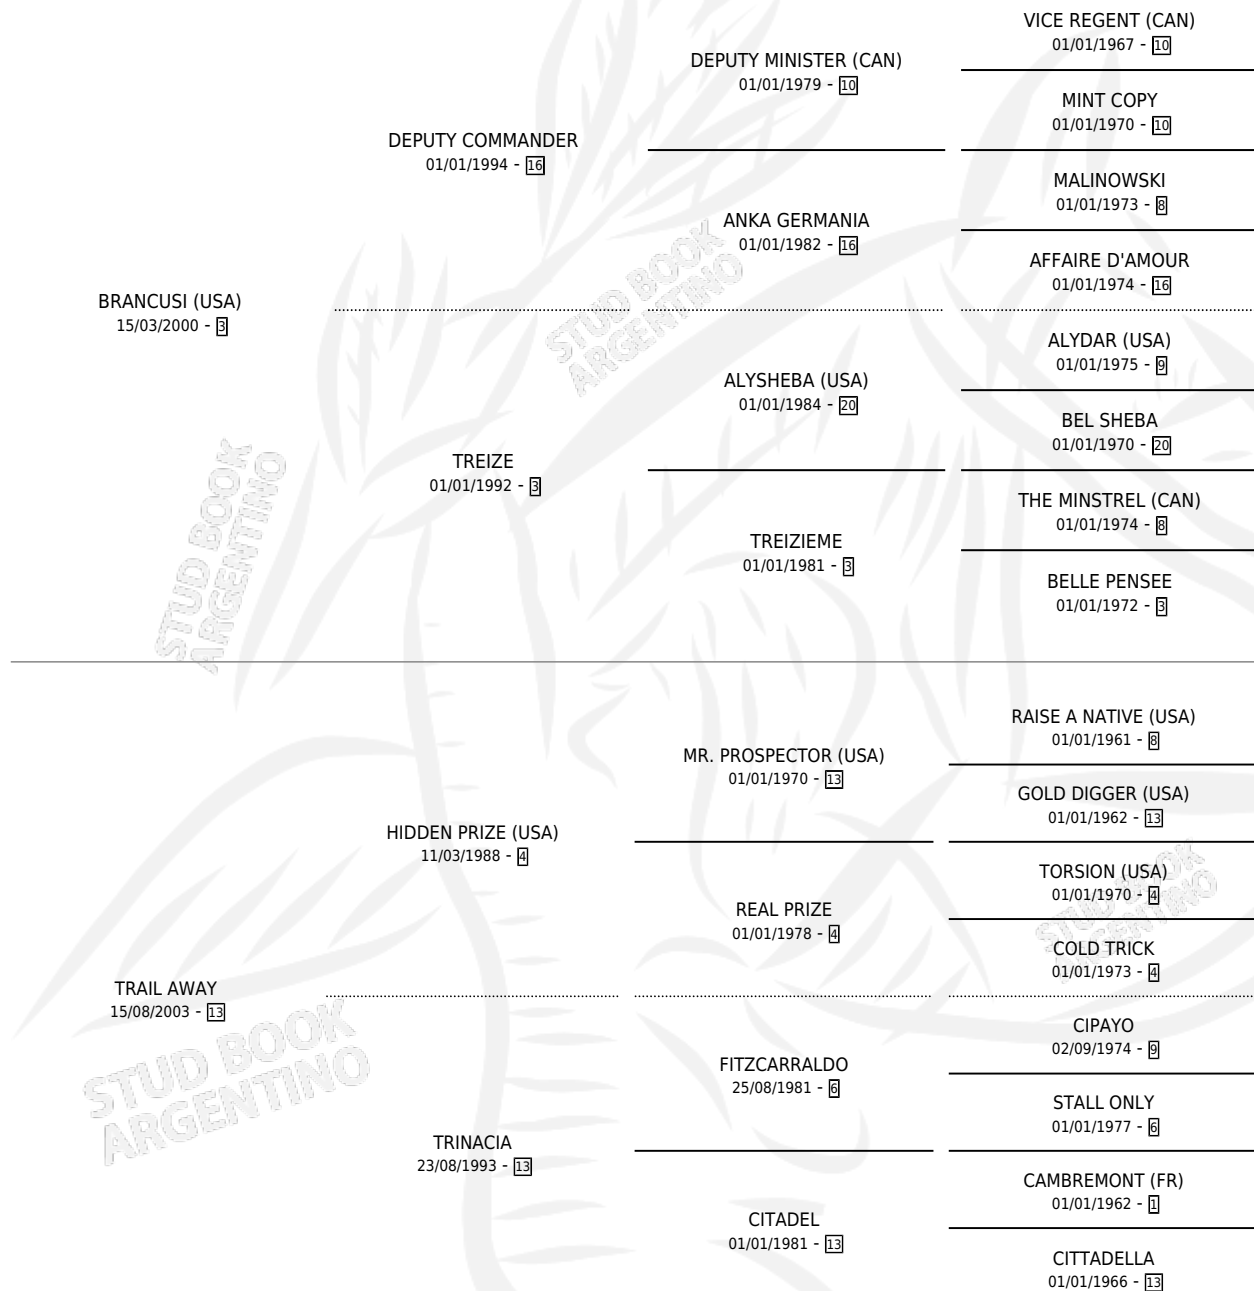 VICE REGENT (CAN)
01/01/1967 - 10
DEPUTY MINISTER (CAN)
01/01/1979 - 10
MINT COPY
01/01/1970 - 10
DEPUTY COMMANDER
01/01/1994 - 16
MALINOWSKI
01/01/1973 - 8
ANKA GERMANIA
01/01/1982 - 16
AFFAIRE D'AMOUR
01/01/1974 - 16
BRANCUSI (USA)
15/03/2000 - 3
STUD BOOK
ARGENTINO
ALYDAR (USA)
01/01/1975 - 9
ALYSHEBA (USA)
01/01/1984 - 20
BEL SHEBA
01/01/1970 - 20
TREIZE
01/01/1992 - 3
THE MINSTREL (CAN)
01/01/1974 - 8
TREIZIEME
01/01/1981 - 3
BELLE PENSEE
01/01/1972 - 3
STUD BOOK
ARGENTINO
RAISE A NATIVE (USA)
01/01/1961 - 8
MR. PROSPECTOR (USA)
01/01/1970 - 13
GOLD DIGGER (USA)
01/01/1962 - 13
HIDDEN PRIZE (USA)
11/03/1988 - 4
TORSION (USA)
01/01/1970 - 4
REAL PRIZE
01/01/1978 - 4
COLD TRICK
01/01/1973 - 4
STUD BOOK
ARGENTINO
TRAIL AWAY
15/08/2003 - 13
STUD BOOK
ARGENTINO
CIPAYO
02/09/1974 - 9
FITZCARRALDO
25/08/1981 - 6
STALL ONLY
01/01/1977 - 6
TRINACIA
23/08/1993 - 13
CAMBREMONT (FR)
01/01/1962 - 1
CITADEL
01/01/1981 - 13
CITTADELLA
01/01/1966 - 13